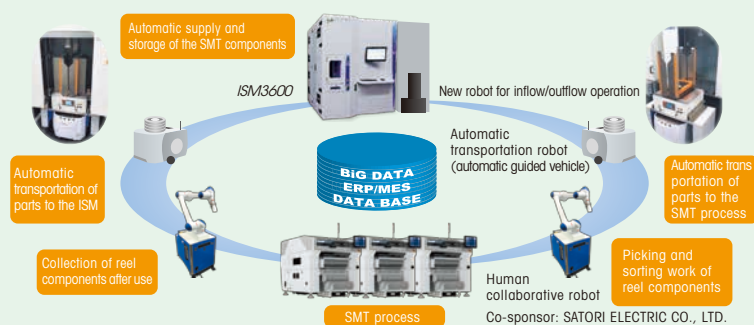 Automatic supply and
storage of the SMT components
ISM3600
New robot for inflow/outflow operation
Automatic
transportation robot
(automatic guided vehicle)
BiG DATA
ERP/MES
DATA BASE
Automatic
transportation of
parts to the ISM
Automatic trans
portation of
parts to the
SMT process
Collection of reel
components after use
Picking and
sorting work of
reel components
Human
collaborative robot
SMT process
Co-sponsor: SATORI ELECTRIC CO., LTD.